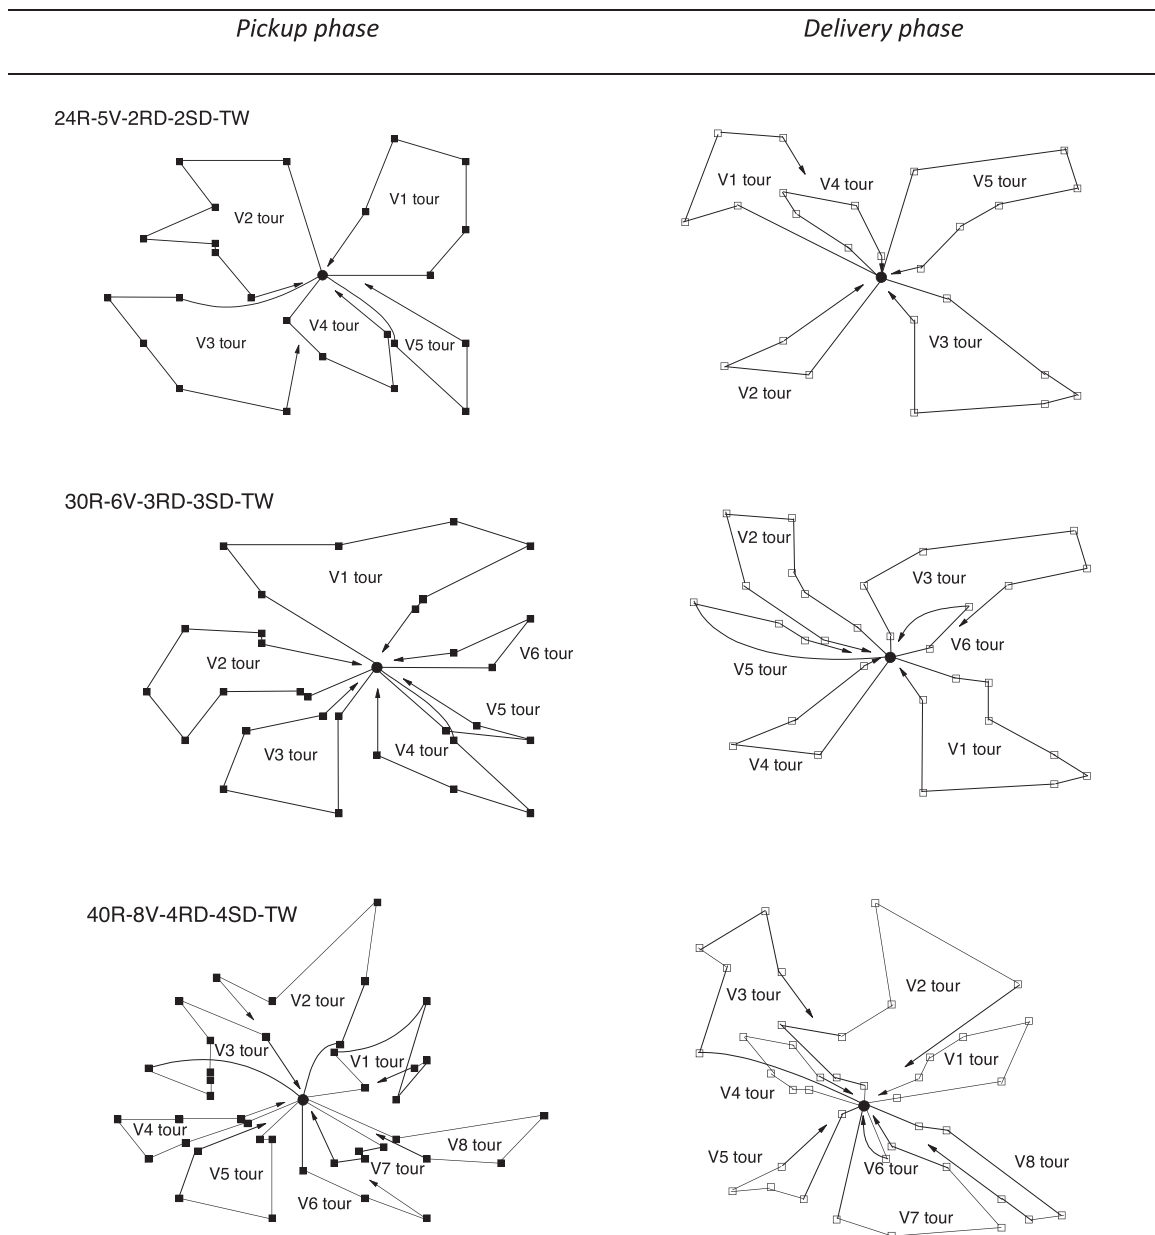 Pickup phase
Delivery phase
24R-5V-2RD-2SD-TW
V1 tour
V2 tour
V3 tour
V4 tour
V5 tour
V1 tour
V4 tour
V5 tour
V3 tour
V2 tour
30R-6V-3RD-3SD-TW
V1 tour
V2 tour
V6 tour
V5 tour
V3 tour
V4 tour
V2 tour
V3 tour
V6 tour
V5 tour
V4 tour
V1 tour
40R-8V-4RD-4SD-TW
V2 tour
V3 tour
V1 tour
V4 tour
V8 tour
V5 tour
V7 tour
V6 tour
V3 tour
V2 tour
V1 tour
V4 tour
V5 tour
V6 tour
V8 tour
V7 tour